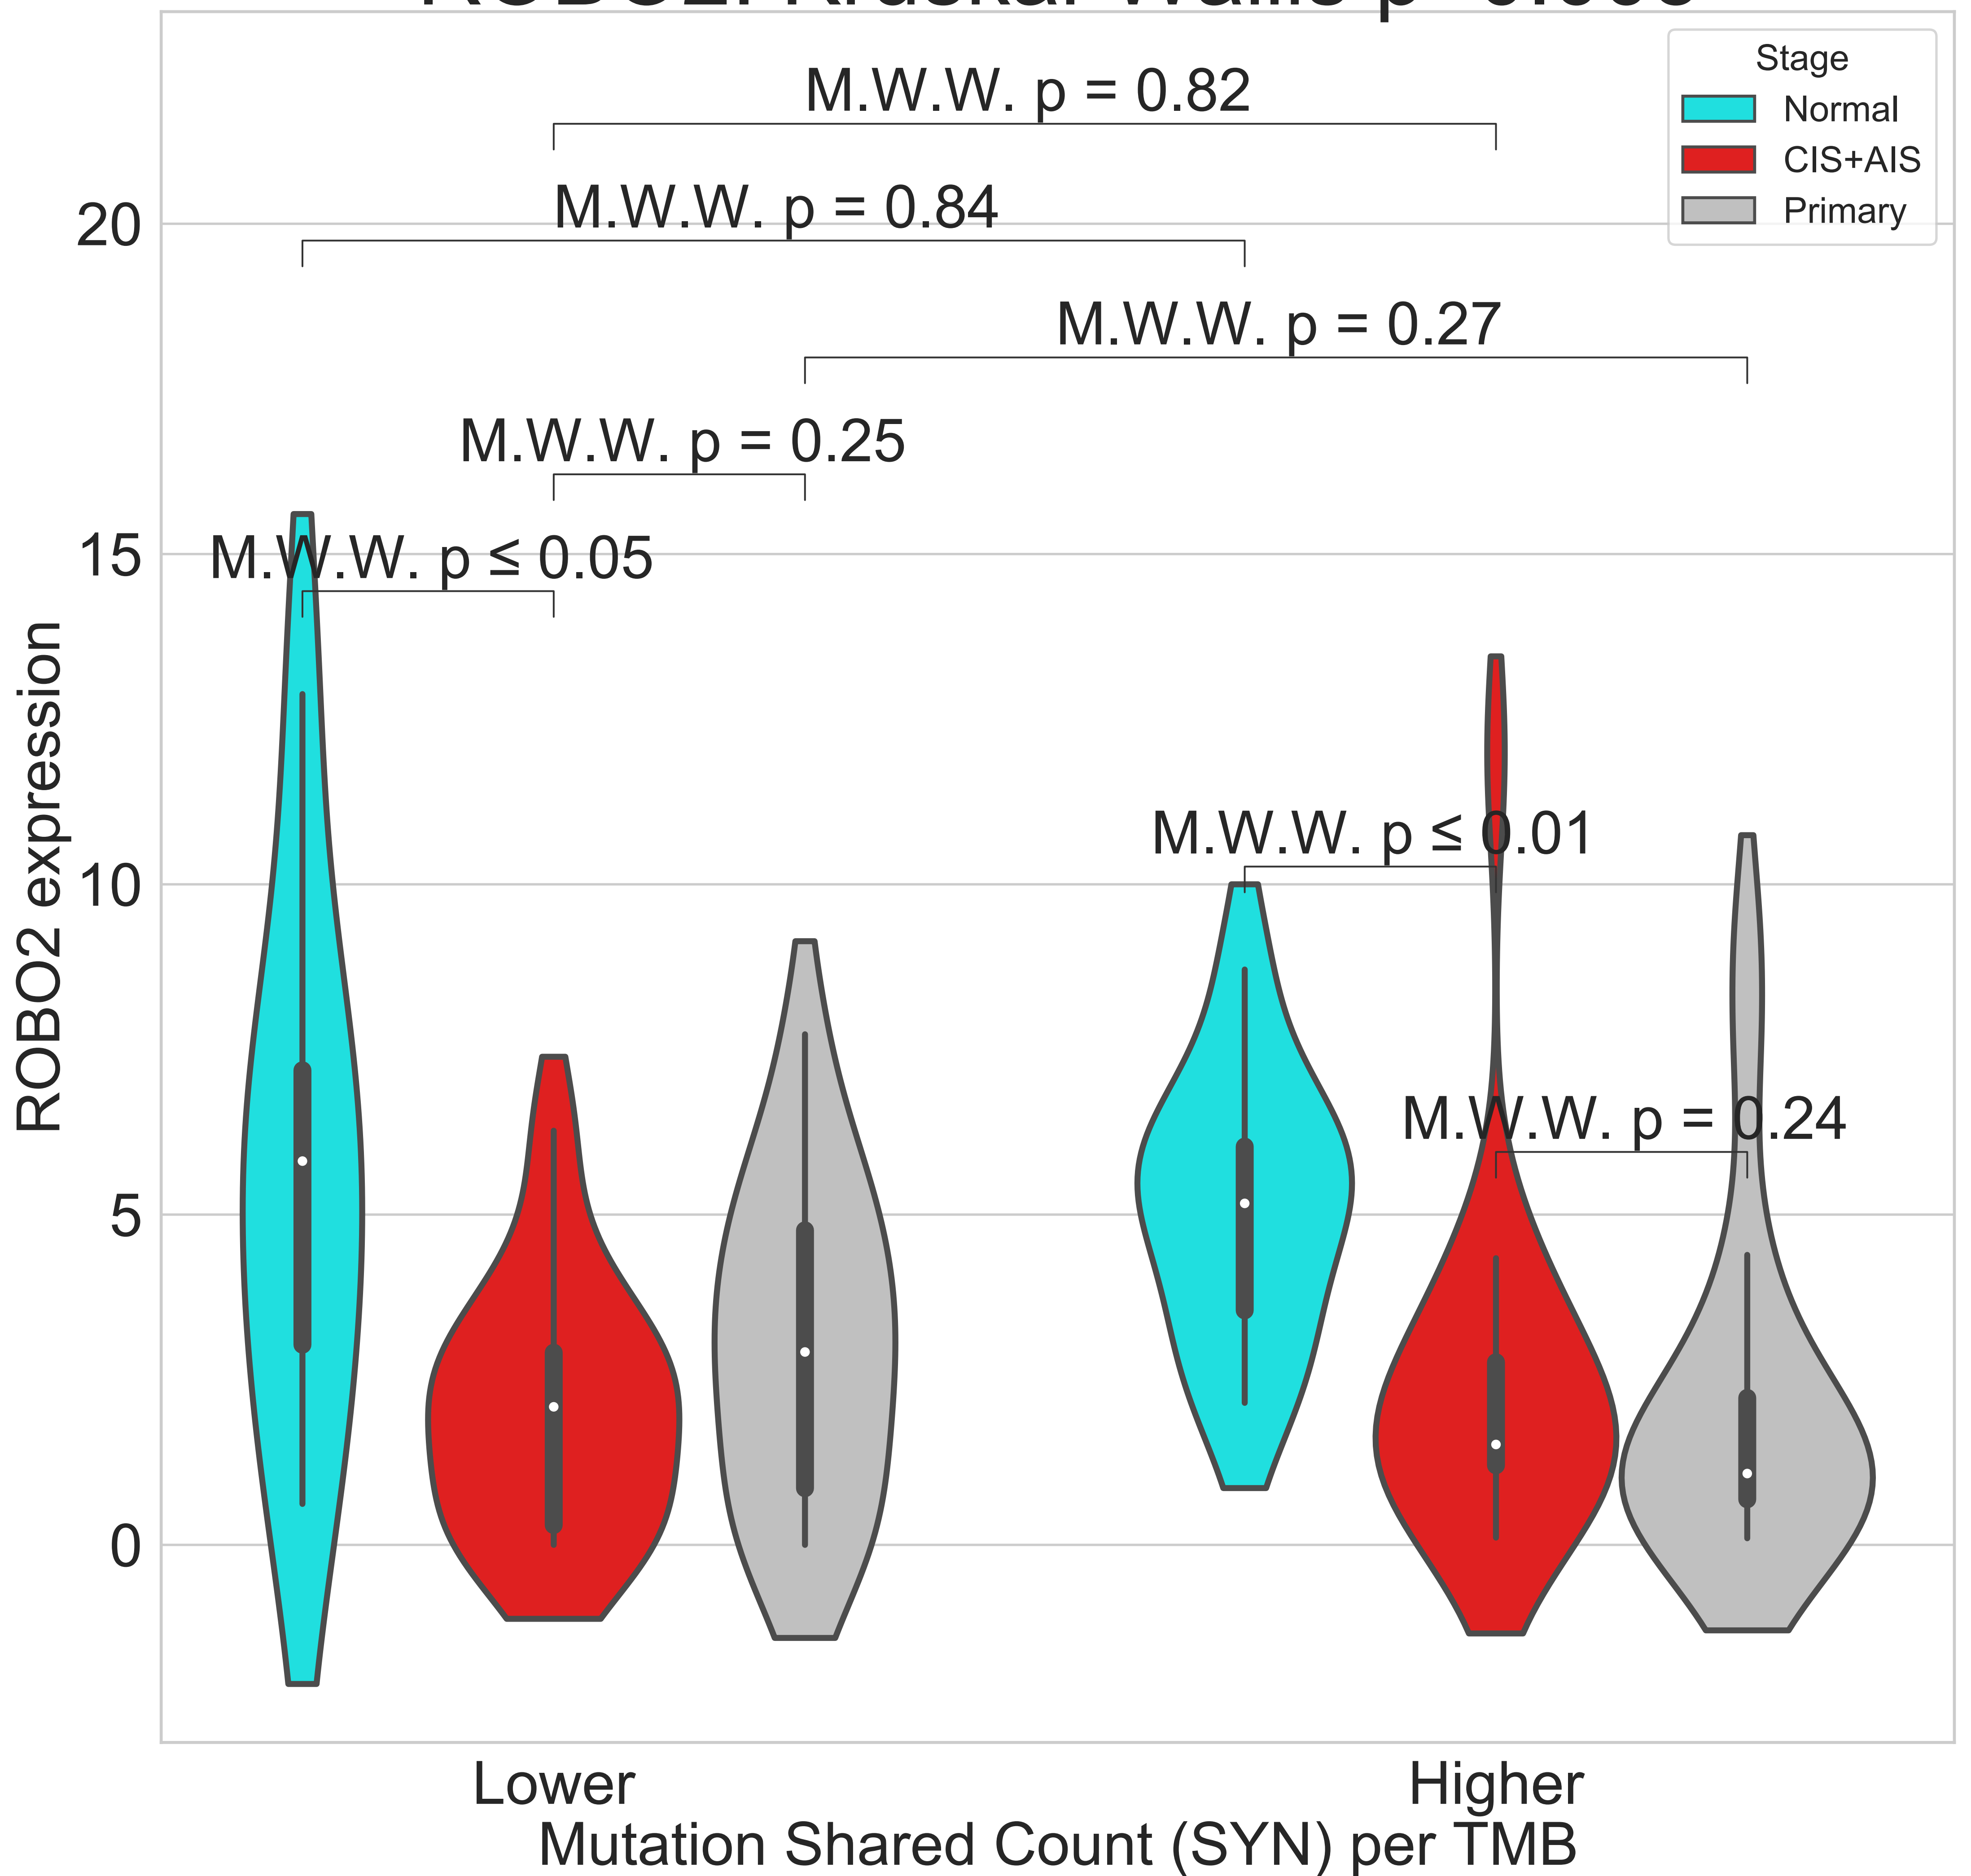 Stage
Normal
CIS+AIS
Primary
M.W.W. p = 0.82
M.W.W. p = 0.84
M.W.W. p = 0.27
M.W.W. p = 0.25
M.W.W. p ≤ 0.05
M.W.W. p ≤ 0.01
M.W.W. p = 0.24
20
15
10
5
0
ROBO2 expression
Lower
Higher
Mutation Shared Count (SYN) per TMB